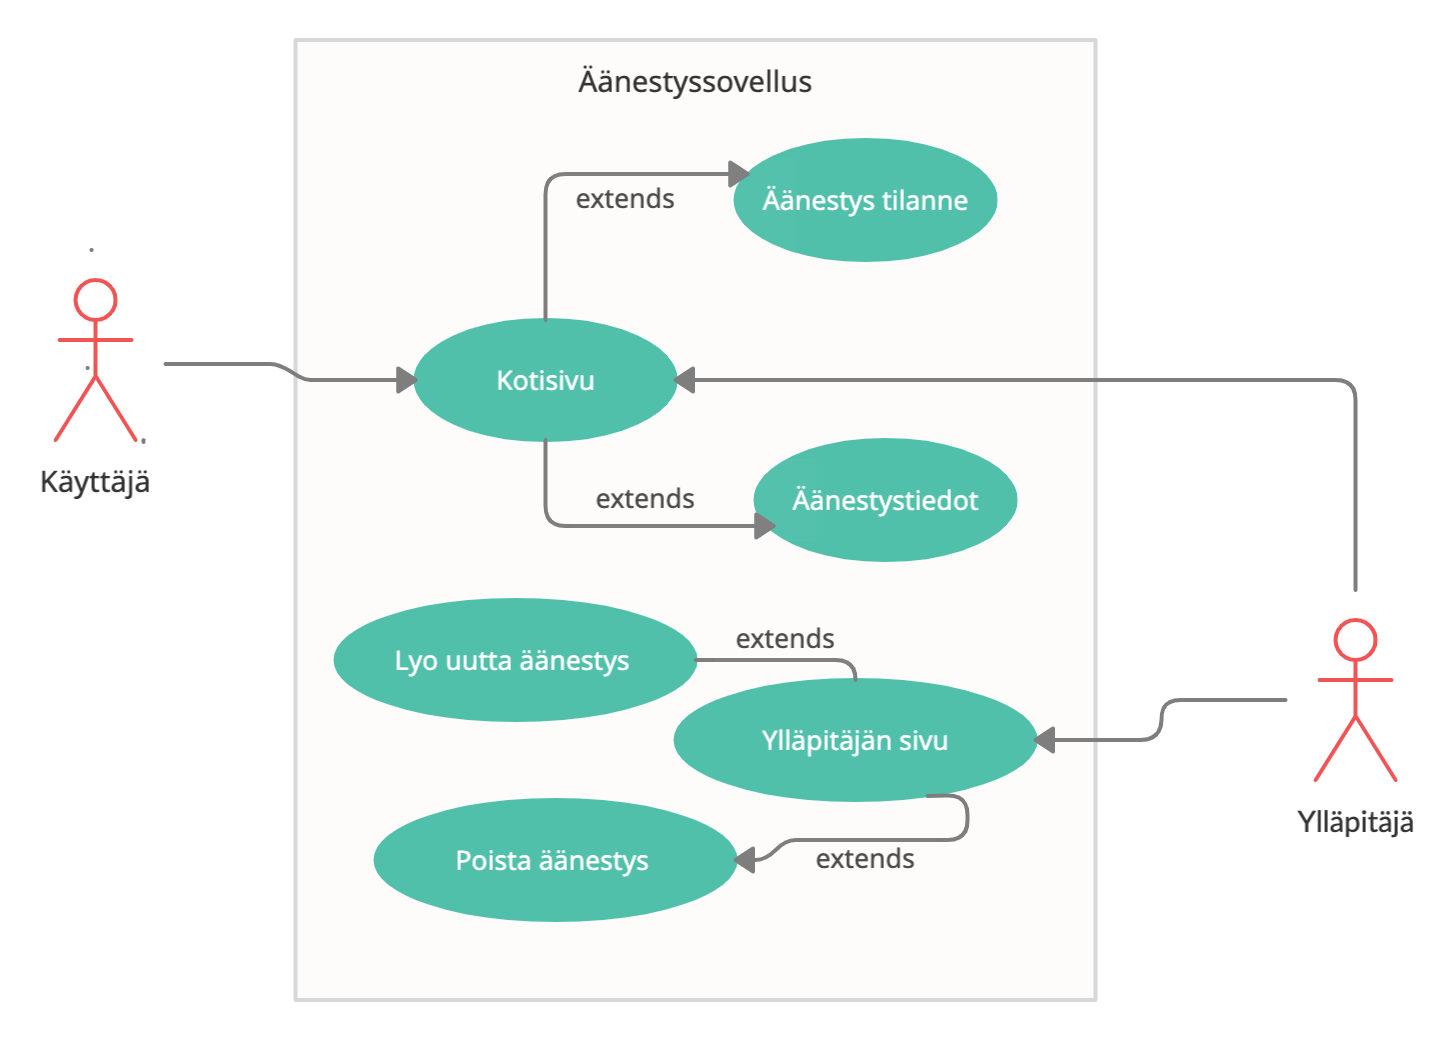 Äänestyssovellus
Äänestys tilanne
extends
Kotisivu
Käyttäjä
extends
Äänestystiedot
Lyo uutta äänestys
extends
Ylläpitäjän sivu
Ylläpitäjä
Poista äänestys
extends